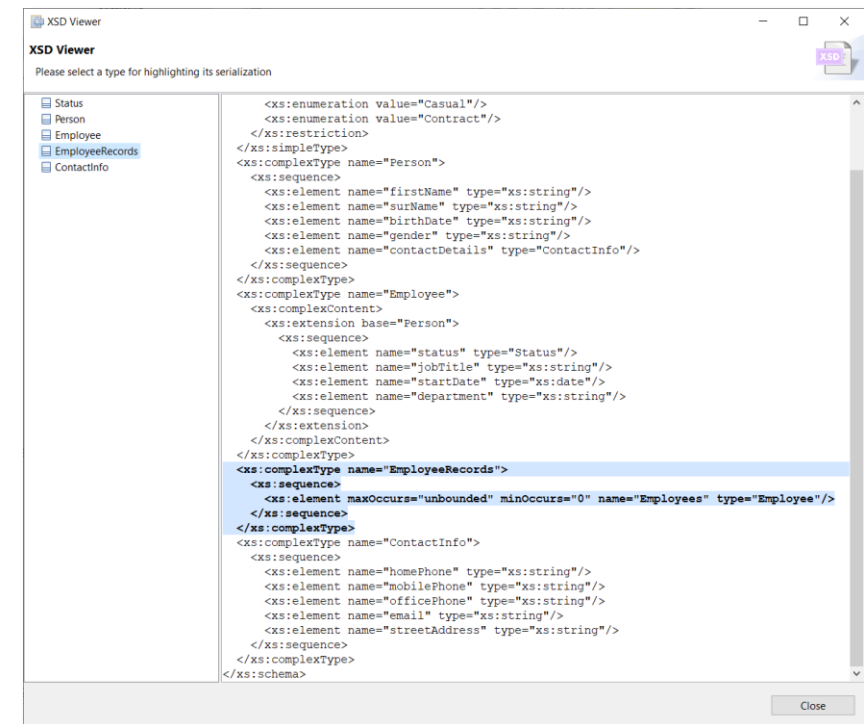 XSD Viewer
XSD Viewer
XSD
Please select a type for highlighting its serialization
Status
Person
Employee
EmployeeRecords
ContactInfo
<xs:enumeration value="Casual"/>
<xs:enumeration value="Contract"/>
</xs:restriction>
</xs:simpleType>
<xs:complexType name="Person">
<xs:sequence>
<xs:element name="firstName" type="xs:string"/>
<xs:element name="surName" type="xs:string"/>
<xs:element name="birthDate" type="xs:string"/>
<xs:element name="gender" type="xs:string"/>
<xs:element name="contactDetails" type="ContactInfo"/>
</xs:sequence>
</xs:complexType>
<xs:complexType name="Employee">
<xs:complexContent>
<xs:extension base="Person">
<xs:sequence>
<xs:element name="status" type="Status"/>
<xs:element name="jobTitle" type="xs:string"/>
<xs:element name="startDate" type="xs:date"/>
<xs:element name="department" type="xs:string"/>
</xs:sequence>
</xs:extension>
</xs:complexContent>
</xs:complexType>
<xs:complexType name="EmployeeRecords">
<xs:sequence>
<xs:element maxOccurs="unbounded" minOccurs="0" name="Employees" type="Employee"/>
</xs:sequence>
</xs:complexType>
<xs:complexType name="ContactInfo">
<xs:sequence>
<xs:element name="homePhone" type="xs:string"/>
<xs:element name="mobilePhone" type="xs:string"/>
<xs:element name="officePhone" type="xs:string"/>
<xs:element name="email" type="xs:string"/>
<xs:element name="streetAddress" type="xs:string"/>
</xs:sequence>
</xs:complexType>
</xs:schema>
Close